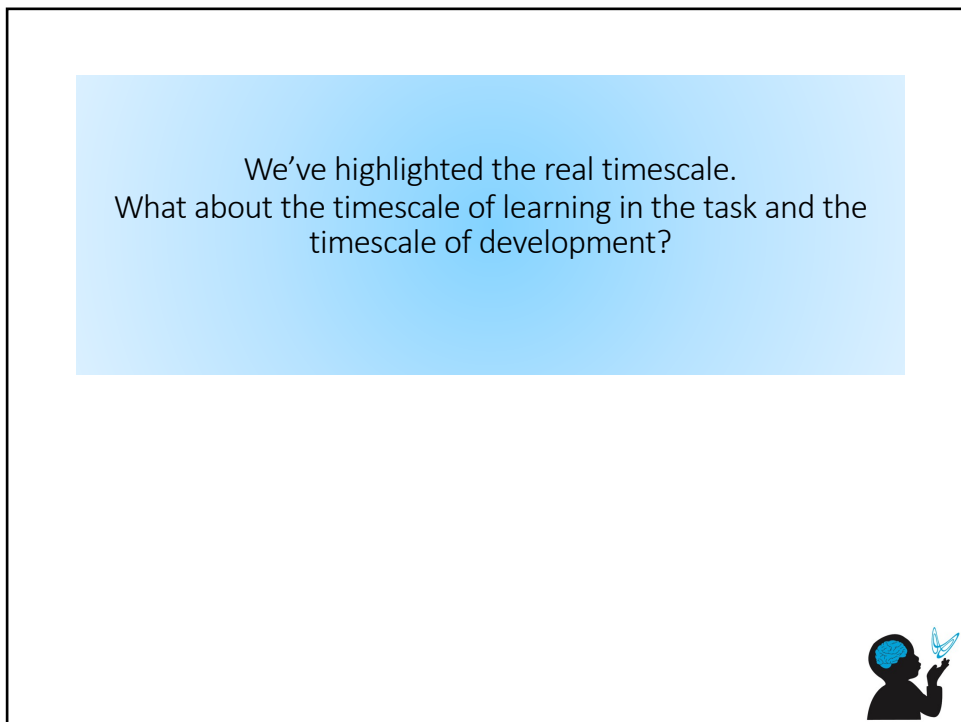 We’ve highlighted the real timescale.
What about the timescale of learning in the task and the
timescale of development?